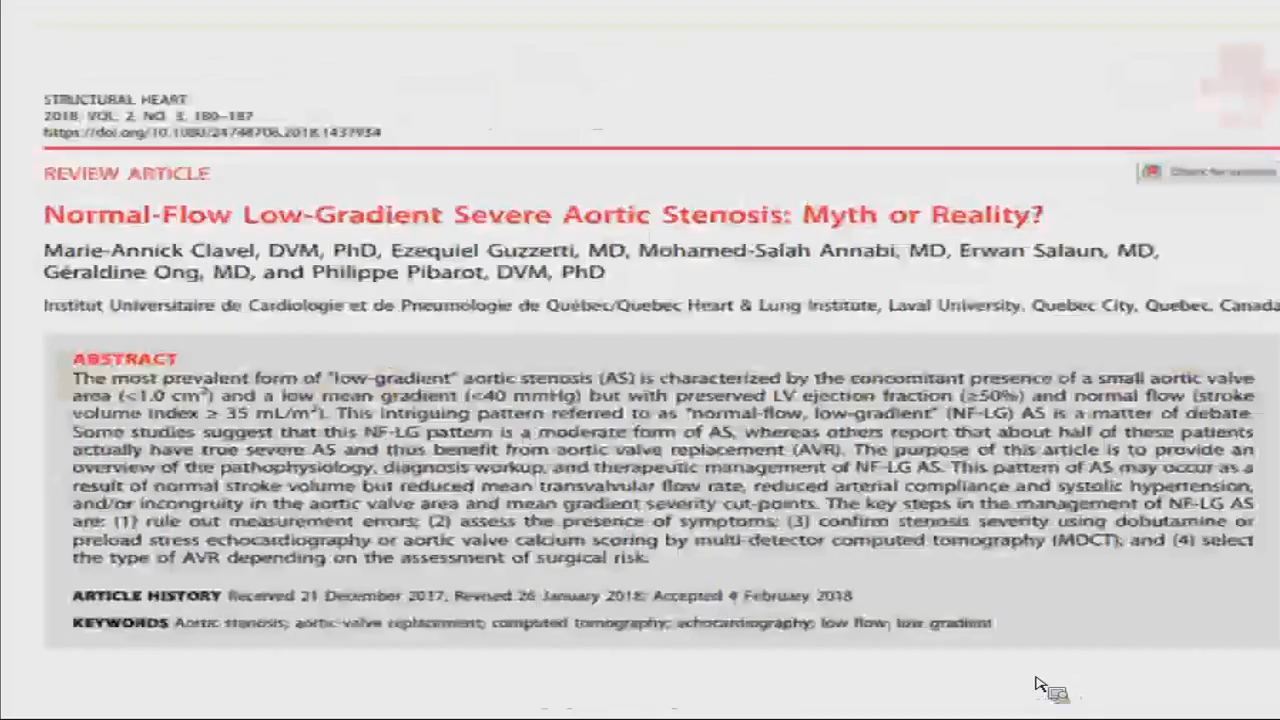 STRUCTURAL HEART
2018, VOL. 2, NO. 3, 180–187
https://doi.org/10.1080/24748706.2018.1437934
REVIEW ARTICLE
Check for updates
Normal-Flow Low-Gradient Severe Aortic Stenosis: Myth or Reality?
Marie-Annick Clavel, DVM, PhD, Ezequiel Guzzetti, MD, Mohamed-Salah Annabi, MD, Erwan Salaun, MD,
Géraldine Ong, MD, and Philippe Pibarot, DVM, PhD
Institut Universitaire de Cardiologie et de Pneumologie de Québec/Quebec Heart & Lung Institute, Laval University, Quebec City, Quebec, Canada
ABSTRACT
The most prevalent form of "low-gradient" aortic stenosis (AS) is characterized by the concomitant presence of a small aortic valve
area (<1.0 cm²) and a low mean gradient (<40 mmHg) but with preserved LV ejection fraction (≥50%) and normal flow (stroke
volume index ≥ 35 mL/m²). This intriguing pattern referred to as "normal-flow, low-gradient" (NF-LG) AS is a matter of debate.
Some studies suggest that this NF-LG pattern is a moderate form of AS, whereas others report that about half of these patients
actually have true severe AS and thus benefit from aortic valve replacement (AVR). The purpose of this article is to provide an
overview of the pathophysiology, diagnosis workup, and therapeutic management of NF-LG AS. This pattern of AS may occur as a
result of normal stroke volume but reduced mean transvalvular flow rate, reduced arterial compliance and systolic hypertension,
and/or incongruity in the aortic valve area and mean gradient severity cut-points. The key steps in the management of NF-LG AS
are: (1) rule out measurement errors; (2) assess the presence of symptoms; (3) confirm stenosis severity using dobutamine or
preload stress echocardiography or aortic valve calcium scoring by multi-detector computed tomography (MDCT); and (4) select
the type of AVR depending on the assessment of surgical risk.
ARTICLE HISTORY Received 21 December 2017; Revised 26 January 2018; Accepted 4 February 2018
KEYWORDS Aortic stenosis; aortic valve replacement; computed tomography; echocardiography; low flow; low gradient